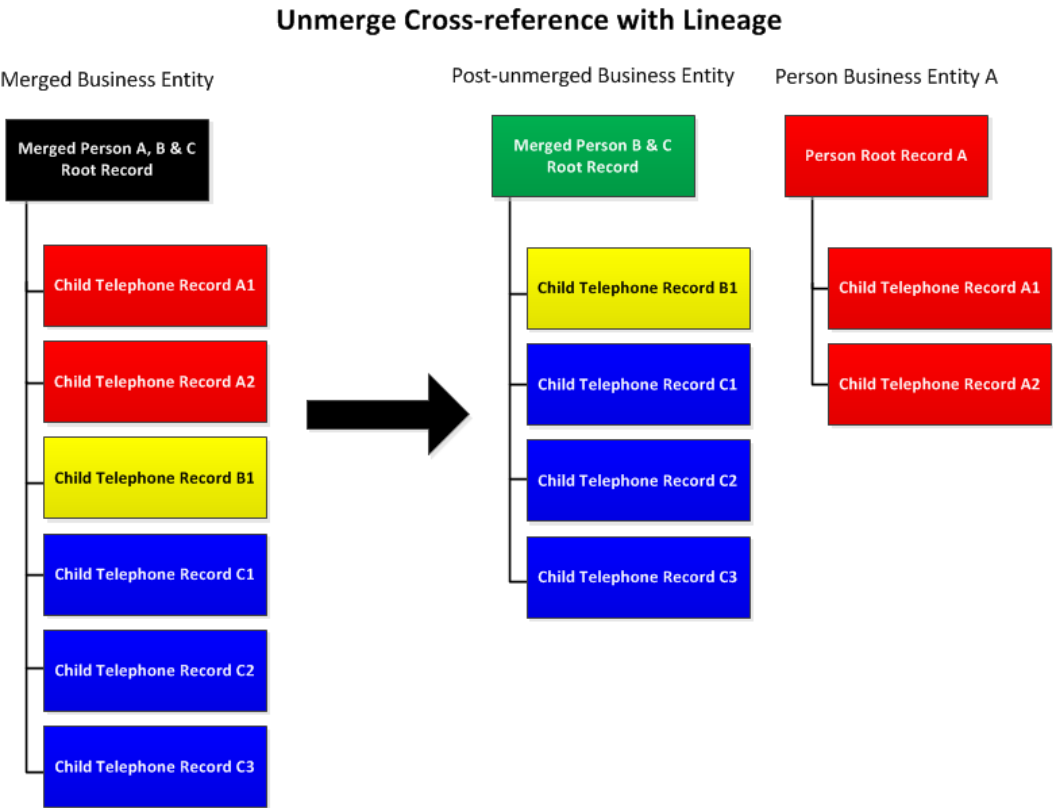 Unmerge Cross-reference with Lineage
Merged Business Entity
Merged Person A, B & C
Root Record
Child Telephone Record A1
Child Telephone Record A2
Child Telephone Record B1
Child Telephone Record C1
Child Telephone Record C2
Child Telephone Record C3
Post-unmerged Business Entity
Merged Person B & C
Root Record
Child Telephone Record B1
Child Telephone Record C1
Child Telephone Record C2
Child Telephone Record C3
Person Business Entity A
Person Root Record A
Child Telephone Record A1
Child Telephone Record A2